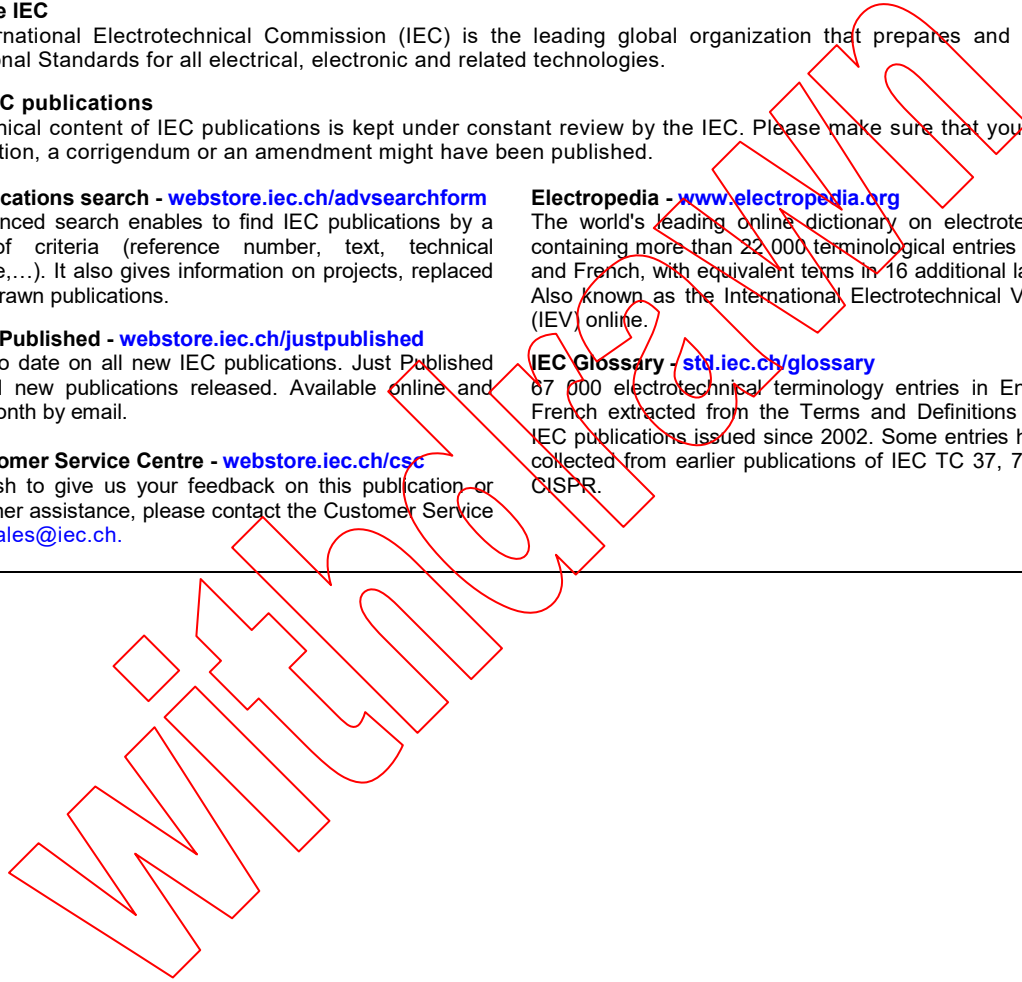 e IEC
rnational Electrotechnical Commission (IEC) is the leading global organization that prepares and
onal Standards for all electrical, electronic and related technologies.
C publications
nical content of IEC publications is kept under constant review by the IEC. Please make sure that you
tion, a corrigendum or an amendment might have been published.
cations search - webstore.iec.ch/advsearchform
nced search enables to find IEC publications by a
of criteria (reference number, text, technical
e,…). It also gives information on projects, replaced
rawn publications.
Published - webstore.iec.ch/justpublished
o date on all new IEC publications. Just Published
new publications released. Available online and
onth by email.
omer Service Centre - webstore.iec.ch/csc
sh to give us your feedback on this publication or
her assistance, please contact the Customer Service
ales@iec.ch.
Electropedia - www.electropedia.org
The world's leading online dictionary on electrote
containing more than 22 000 terminological entries
and French, with equivalent terms in 16 additional la
Also known as the International Electrotechnical V
(IEV) online.
IEC Glossary - std.iec.ch/glossary
67 000 electrotechnical terminology entries in En
French extracted from the Terms and Definitions
IEC publications issued since 2002. Some entries h
collected from earlier publications of IEC TC 37, 7
CISPR.
withdrawn